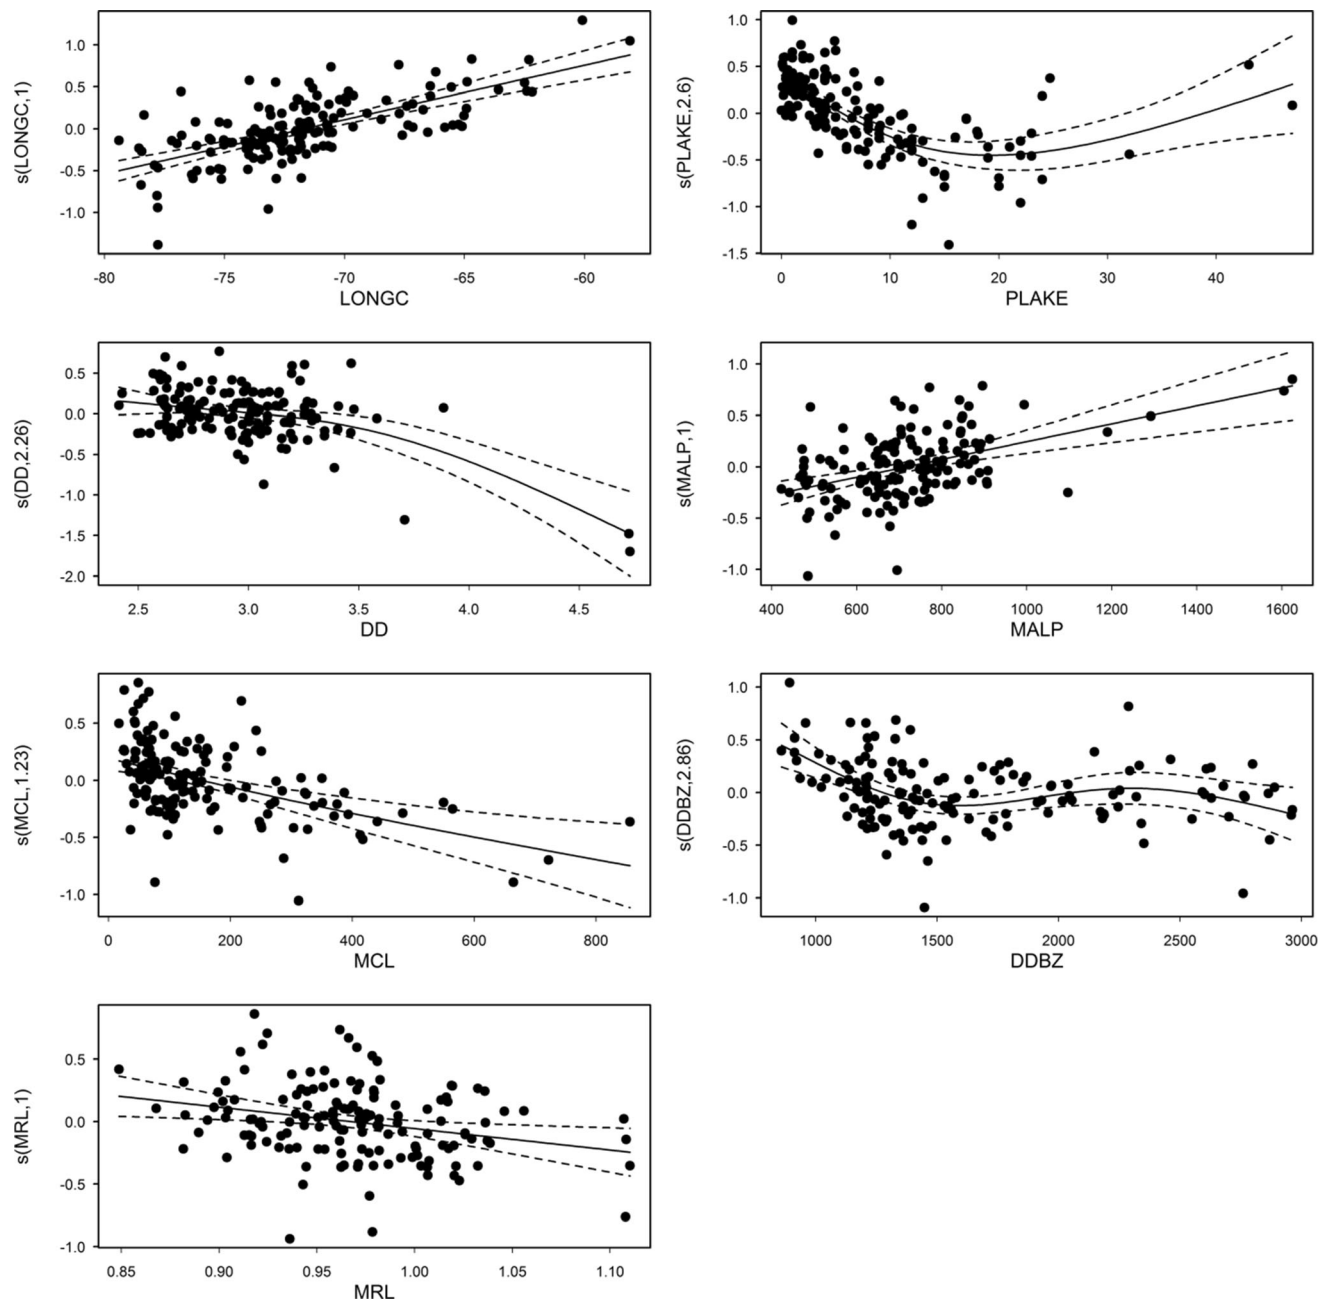 s(LONGC,1)
1.0
0.5
0.0
-0.5
-1.0
-80 -75 -70 -65 -60
LONGC
s(PLAKE,2.6)
1.0
0.5
0.0
-0.5
-1.0
-1.5
0 10 20 30 40
PLAKE
s(DD,2.26)
0.5
0.0
-0.5
-1.0
-1.5
-2.0
2.5 3.0 3.5 4.0 4.5
DD
s(MALP,1)
1.0
0.5
0.0
-0.5
-1.0
400 600 800 1000 1200 1400 1600
MALP
s(MCL,1.23)
0.5
0.0
-0.5
-1.0
0 200 400 600 800
MCL
s(DDBZ,2.86)
1.0
0.5
0.0
-0.5
-1.0
1000 1500 2000 2500 3000
DDBZ
s(MRL,1)
0.5
0.0
-0.5
-1.0
0.85 0.90 0.95 1.00 1.05 1.10
MRL